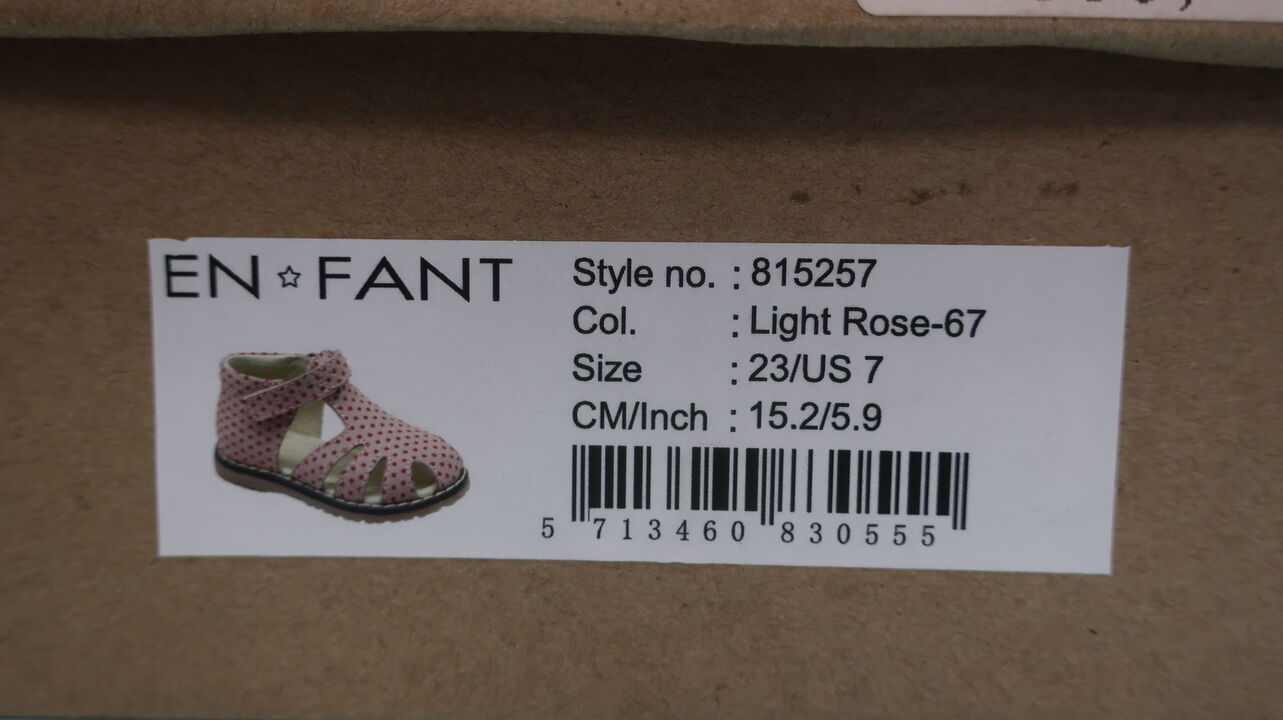 EN☆FANT
Style no. : 815257
Col. : Light Rose-67
Size : 23/US 7
CM/Inch : 15.2/5.9
5 713460 830555